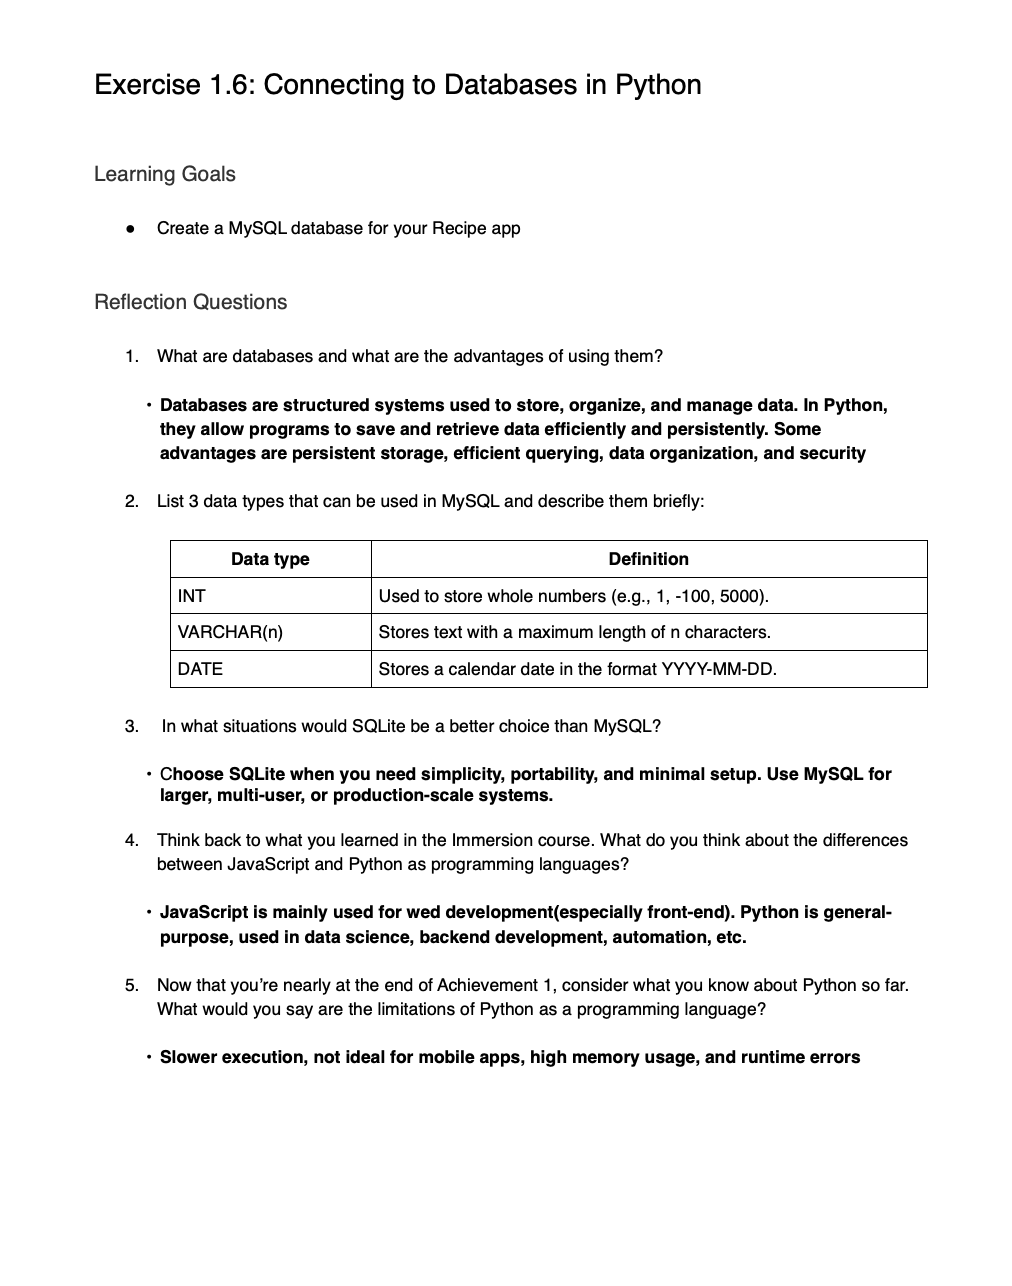 Exercise 1.6: Connecting to Databases in Python
Learning Goals
● Create a MySQL database for your Recipe app
Reflection Questions
1. What are databases and what are the advantages of using them?
• Databases are structured systems used to store, organize, and manage data. In Python,
they allow programs to save and retrieve data efficiently and persistently. Some
advantages are persistent storage, efficient querying, data organization, and security
2. List 3 data types that can be used in MySQL and describe them briefly:
Data type Definition
INT Used to store whole numbers (e.g., 1, -100, 5000).
VARCHAR(n) Stores text with a maximum length of n characters.
DATE Stores a calendar date in the format YYYY-MM-DD.
3. In what situations would SQLite be a better choice than MySQL?
• Choose SQLite when you need simplicity, portability, and minimal setup. Use MySQL for
larger, multi-user, or production-scale systems.
4. Think back to what you learned in the Immersion course. What do you think about the differences
between JavaScript and Python as programming languages?
• JavaScript is mainly used for wed development(especially front-end). Python is general-
purpose, used in data science, backend development, automation, etc.
5. Now that you’re nearly at the end of Achievement 1, consider what you know about Python so far.
What would you say are the limitations of Python as a programming language?
• Slower execution, not ideal for mobile apps, high memory usage, and runtime errors